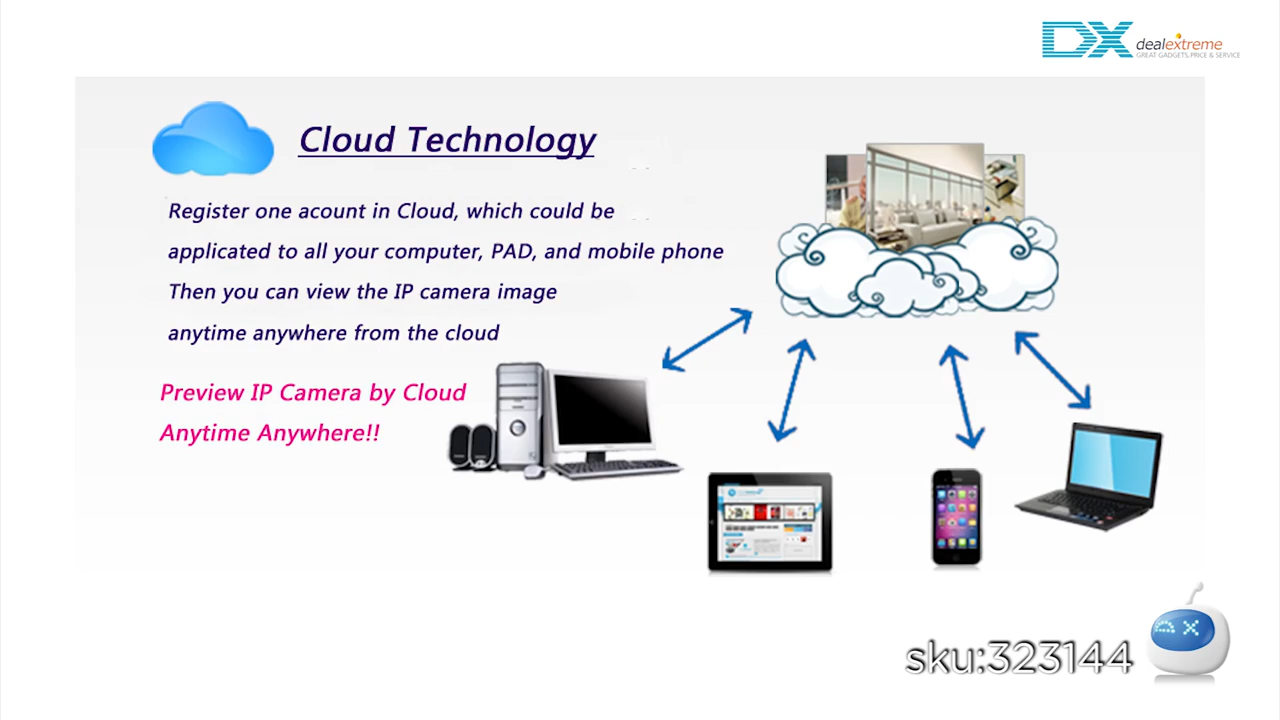 DX dealextreme
GREAT GADGETS, PRICE & SERVICE
Cloud Technology
Register one acount in Cloud, which could be
applicated to all your computer, PAD, and mobile phone
Then you can view the IP camera image
anytime anywhere from the cloud
Preview IP Camera by Cloud
Anytime Anywhere!!
sku:323144